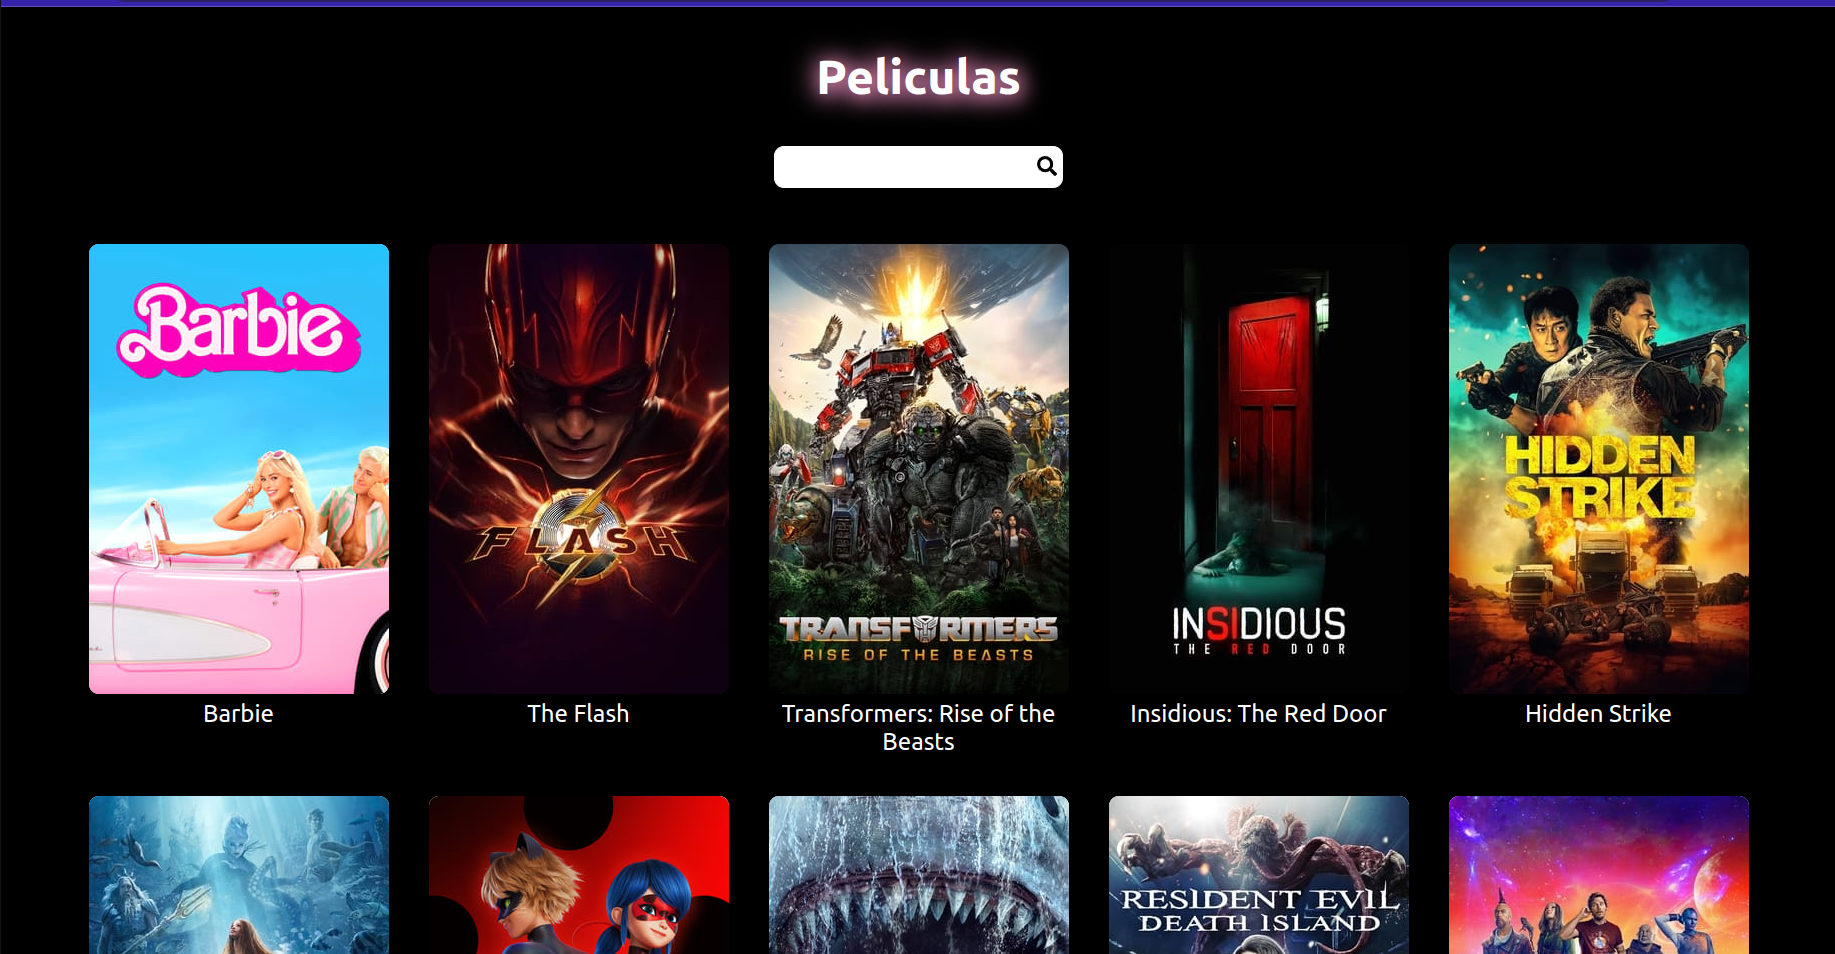 Peliculas
Barbie
FLASH
TRANSFORMERS
RISE OF THE BEASTS
INSIDIOUS
THE RED DOOR
HIDDEN
STRIKE
Barbie
The Flash
Transformers: Rise of the
Beasts
Insidious: The Red Door
Hidden Strike
RESIDENT EVIL
DEATH ISLAND